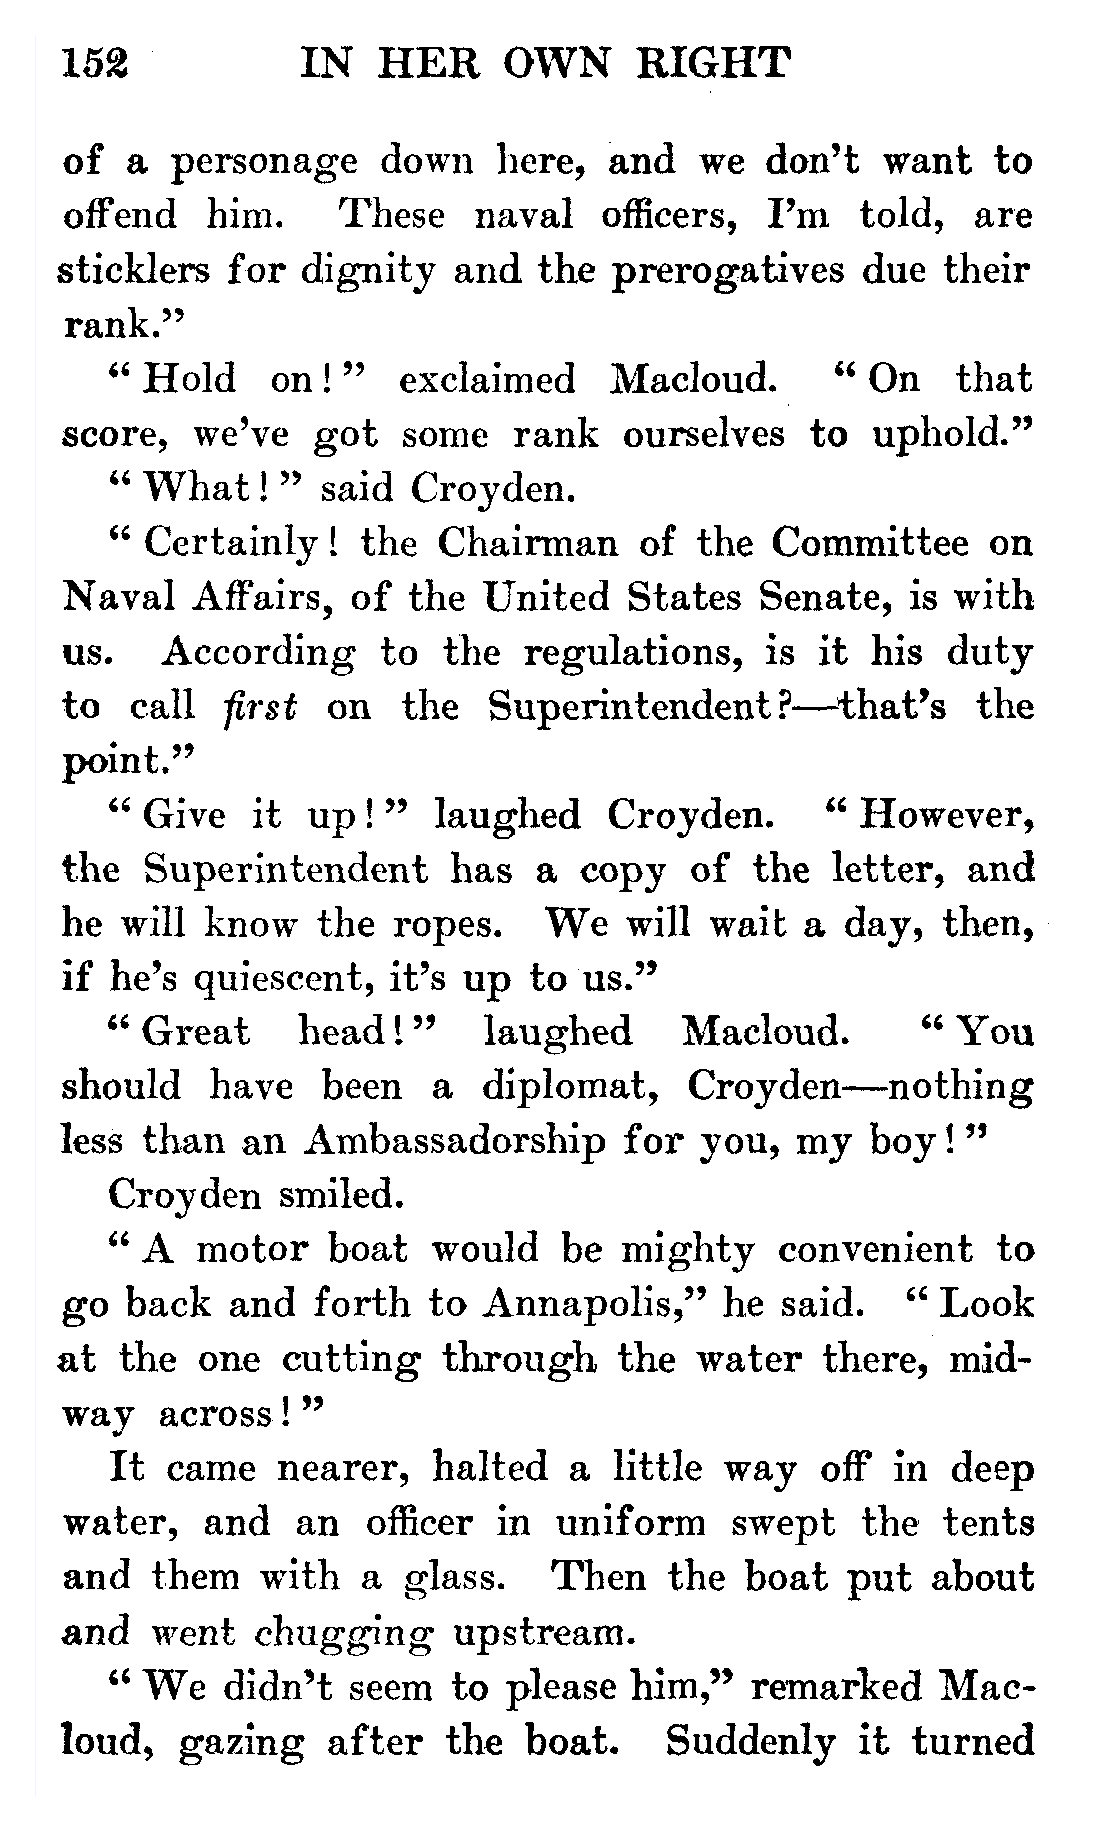 152 IN HER OWN RIGHT
of a personage down here, and we don't want to
offend him. These naval officers, I'm told, are
sticklers for dignity and the prerogatives due their
rank."
" Hold on! " exclaimed Macloud. " On that
score, we've got some rank ourselves to uphold."
" What! " said Croyden.
" Certainly! the Chairman of the Committee on
Naval Affairs, of the United States Senate, is with
us. According to the regulations, is it his duty
to call first on the Superintendent?—that's the
point."
" Give it up! " laughed Croyden. " However,
the Superintendent has a copy of the letter, and
he will know the ropes. We will wait a day, then,
if he's quiescent, it's up to us."
" Great head! " laughed Macloud. " You
should have been a diplomat, Croyden—nothing
less than an Ambassadorship for you, my boy! "
Croyden smiled.
" A motor boat would be mighty convenient to
go back and forth to Annapolis," he said. " Look
at the one cutting through the water there, mid-
way across! "
It came nearer, halted a little way off in deep
water, and an officer in uniform swept the tents
and them with a glass. Then the boat put about
and went chugging upstream.
" We didn't seem to please him," remarked Mac-
loud, gazing after the boat. Suddenly it turned